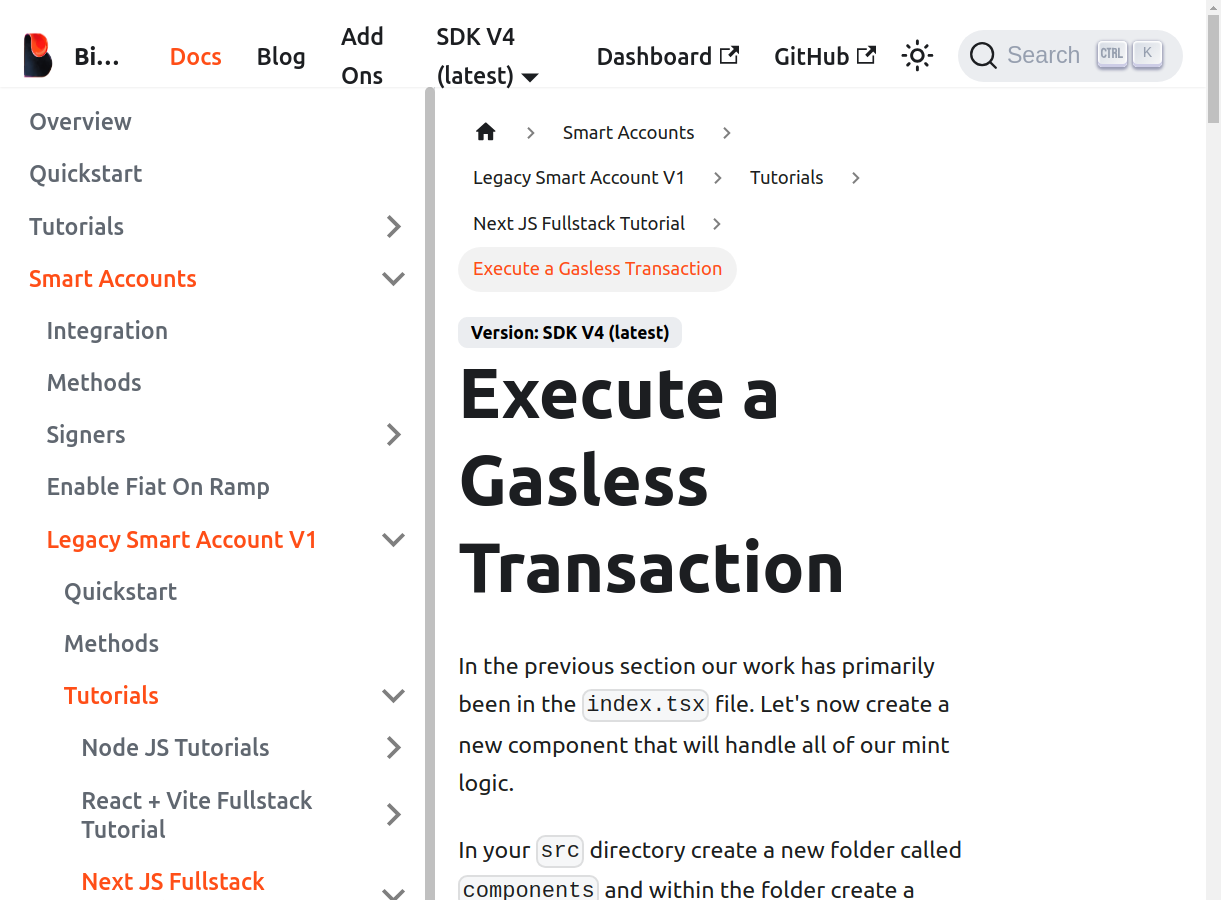 Bi...
Docs
Blog
Add Ons
SDK V4 (latest)
Dashboard
GitHub
Search CTRL K
Overview
Quickstart
Tutorials
Smart Accounts
Integration
Methods
Signers
Enable Fiat On Ramp
Legacy Smart Account V1
Quickstart
Methods
Tutorials
Node JS Tutorials
React + Vite Fullstack
Tutorial
Next JS Fullstack
Smart Accounts
Legacy Smart Account V1
Tutorials
Next JS Fullstack Tutorial
Execute a Gasless Transaction
Version: SDK V4 (latest)
Execute a
Gasless
Transaction
In the previous section our work has primarily
been in the index.tsx file. Let's now create a
new component that will handle all of our mint
logic.
In your src directory create a new folder called
components and within the folder create a